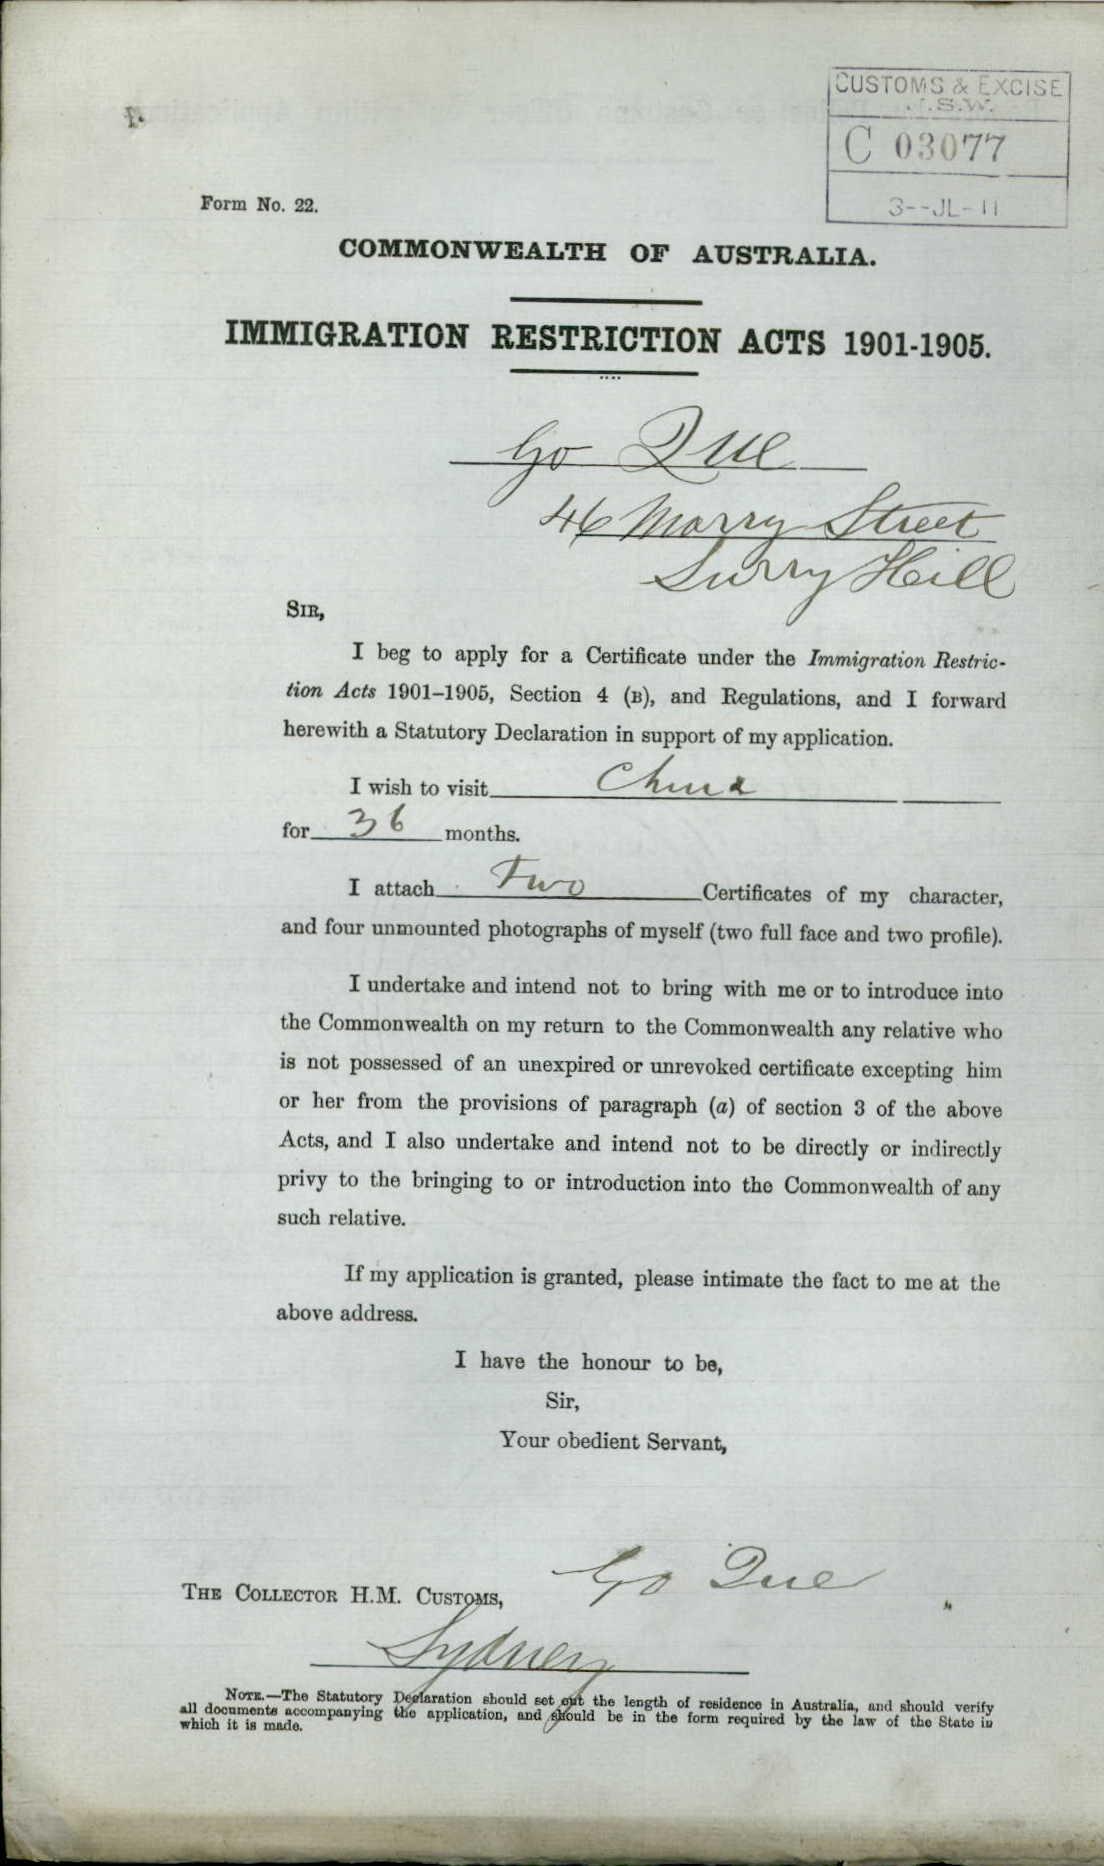 CUSTOMS & EXCISE
N.S.W.
C 03077
3--JL-11
Form No. 22.
COMMONWEALTH OF AUSTRALIA.
IMMIGRATION RESTRICTION ACTS 1901-1905.
Go Que
46 Marry Street
Surry Hill
SIR,
I beg to apply for a Certificate under the Immigration Restric-
tion Acts 1901-1905, Section 4 (B), and Regulations, and I forward
herewith a Statutory Declaration in support of my application.
I wish to visit China
for 36 months.
I attach Two Certificates of my character,
and four unmounted photographs of myself (two full face and two profile).
I undertake and intend not to bring with me or to introduce into
the Commonwealth on my return to the Commonwealth any relative who
is not possessed of an unexpired or unrevoked certificate excepting him
or her from the provisions of paragraph (a) of section 3 of the above
Acts, and I also undertake and intend not to be directly or indirectly
privy to the bringing to or introduction into the Commonwealth of any
such relative.
If my application is granted, please intimate the fact to me at the
above address.
I have the honour to be,
Sir,
Your obedient Servant,
Go Que
THE COLLECTOR H.M. CUSTOMS,
Sydney
NOTE.—The Statutory Declaration should set out the length of residence in Australia, and should verify
all documents accompanying the application, and should be in the form required by the law of the State in
which it is made.